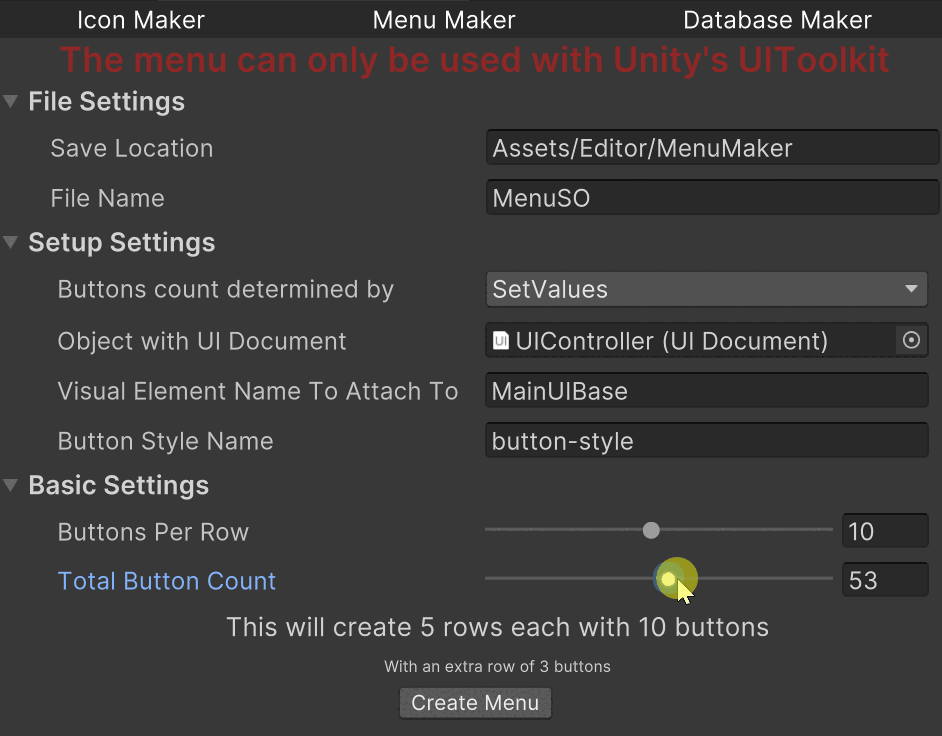 Icon Maker Menu Maker Database Maker
The menu can only be used with Unity's UIToolkit
File Settings
Save Location Assets/Editor/MenuMaker
File Name MenuSO
Setup Settings
Buttons count determined by SetValues
Object with UI Document UI UIController (UI Document)
Visual Element Name To Attach To MainUIBase
Button Style Name button-style
Basic Settings
Buttons Per Row 10
Total Button Count 53
This will create 5 rows each with 10 buttons
With an extra row of 3 buttons
Create Menu